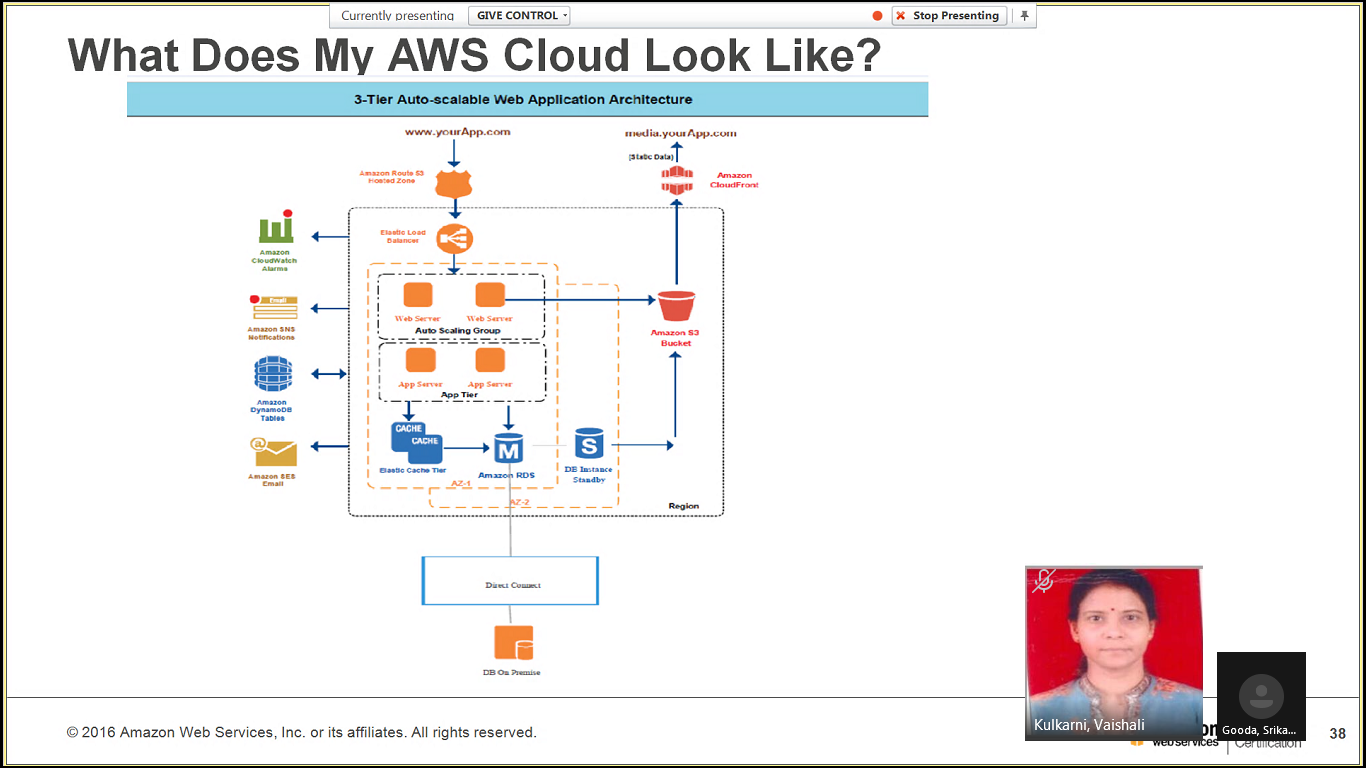 Currently presenting
GIVE CONTROL
Stop Presenting
What Does My AWS Cloud Look Like?
3-Tier Auto-scalable Web Application Architecture
www.yourApp.com
media.yourApp.com
(Static Data)
Amazon Route 53
Hosted Zone
Amazon
CloudFront
Elastic Load
Balancer
Amazon
CloudWatch
Alarms
Email
Amazon SNS
Notifications
Web Server
Web Server
Auto Scaling Group
Amazon S3
Bucket
App Server
App Server
App Tier
Amazon
DynamoDB
Tables
CACHE
CACHE
Elastic Cache Tier
M
Amazon RDS
S
DB Instance
Standby
@
Amazon SES
Email
AZ-1
AZ-2
Region
Direct Connect
DB On Premise
Kulkarni, Vaishali
Gooda, Srika...
© 2016 Amazon Web Services, Inc. or its affiliates. All rights reserved.
webservices
Certification
38